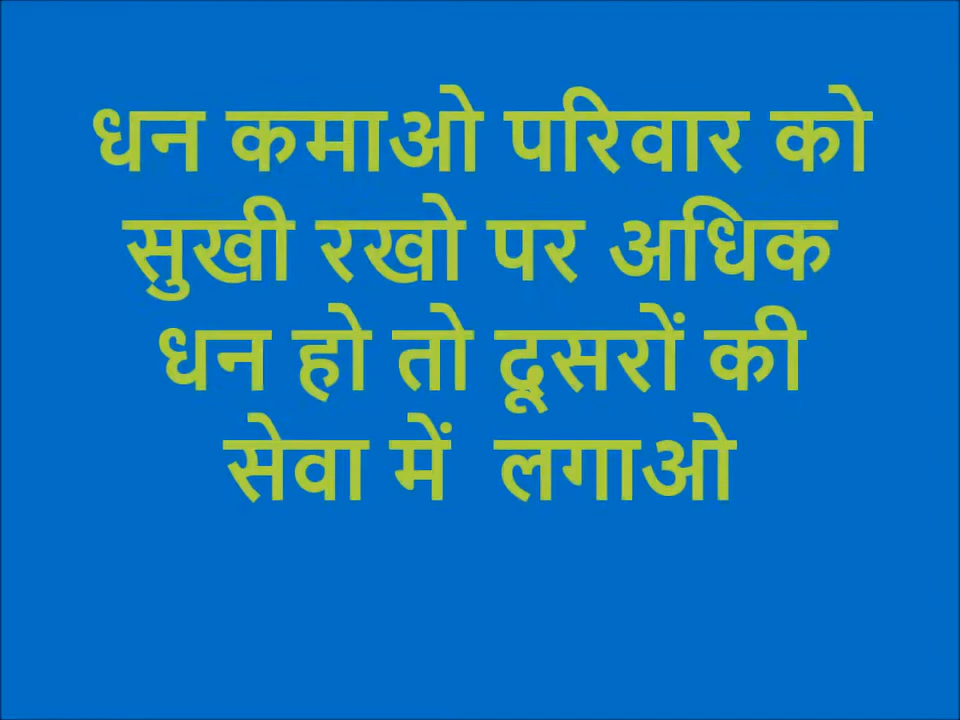 धन कमाओ परिवार को
सुखी रखो पर अधिक
धन हो तो दूसरों की
सेवा में  लगाओ